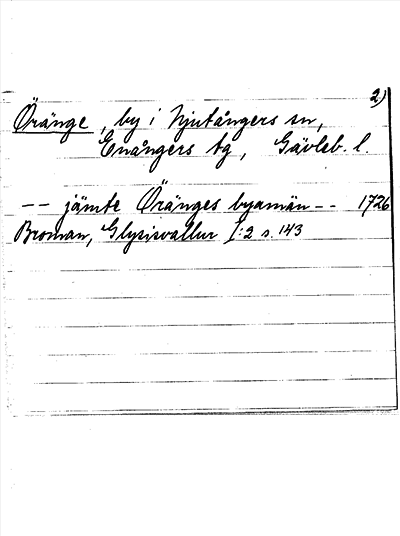 2)
Öränge, by i Njutångers sn,
Enångers tg, Gävleb. l.
-- jämte Öränges byamän -- 1726
Broman, Glysisvallur I:2 s. 143